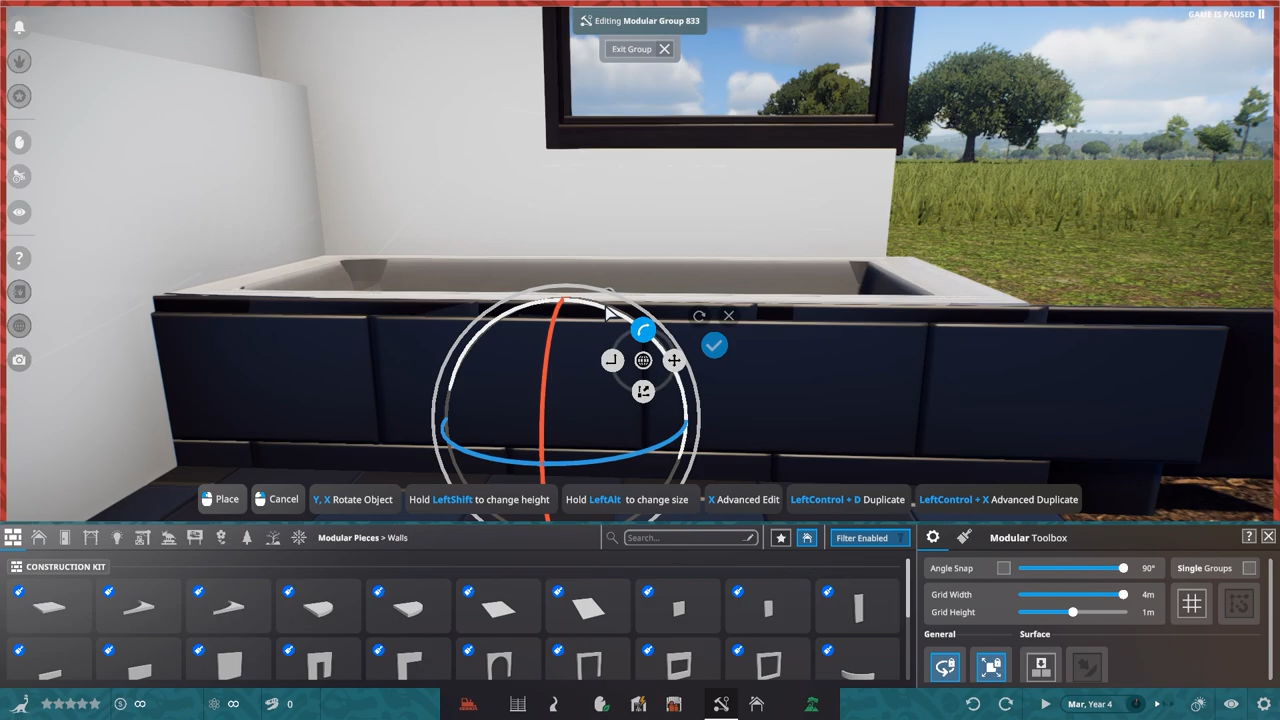 Editing Modular Group 833
GAME IS PAUSED
Exit Group
Place
Cancel
Y, X Rotate Object
Hold LeftShift to change height
Hold LeftAlt to change size
X Advanced Edit
LeftControl + D Duplicate
LeftControl + X Advanced Duplicate
Modular Pieces > Walls
Search...
Filter Enabled
Modular Toolbox
?
CONSTRUCTION KIT
Angle Snap
90°
Single Groups
Grid Width
4m
Grid Height
1m
General
Surface
0
Mar, Year 4